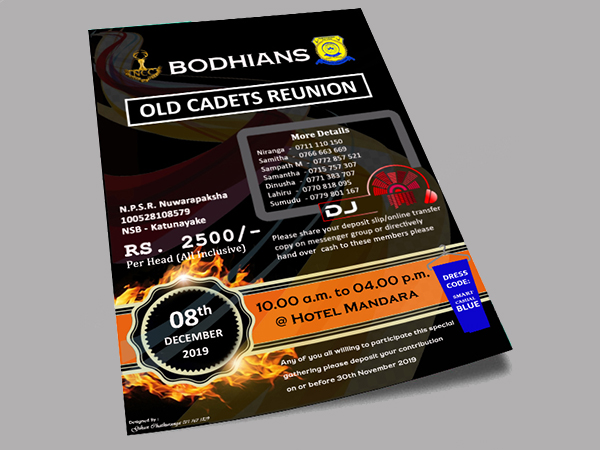 NCC
BODHIANS
OLD CADETS REUNION
More Details
Niranga - 0711 110 150
Samitha - 0766 663 669
Sampath M - 0772 857 521
Samantha - 0715 757 307
Dinusha - 0771 383 707
Lahiru - 0770 818 095
Sumudu - 0779 801 167
DJ
N.P.S.R. Nuwarapaksha
100528108579
NSB - Katunayake
RS. 2500/-
Per Head (All Inclusive)
Please share your deposit slip/online transfer
copy on messenger group or directively
hand over cash to these members please
10.00 a.m. to 04.00 p.m.
@ HOTEL MANDARA
DRESS
CODE:
SMART
CASUAL
BLUE
08th
DECEMBER
2019
Any of you all willing to participate this special
gathering please deposit your contribution
on or before 30th November 2019
Designed by :